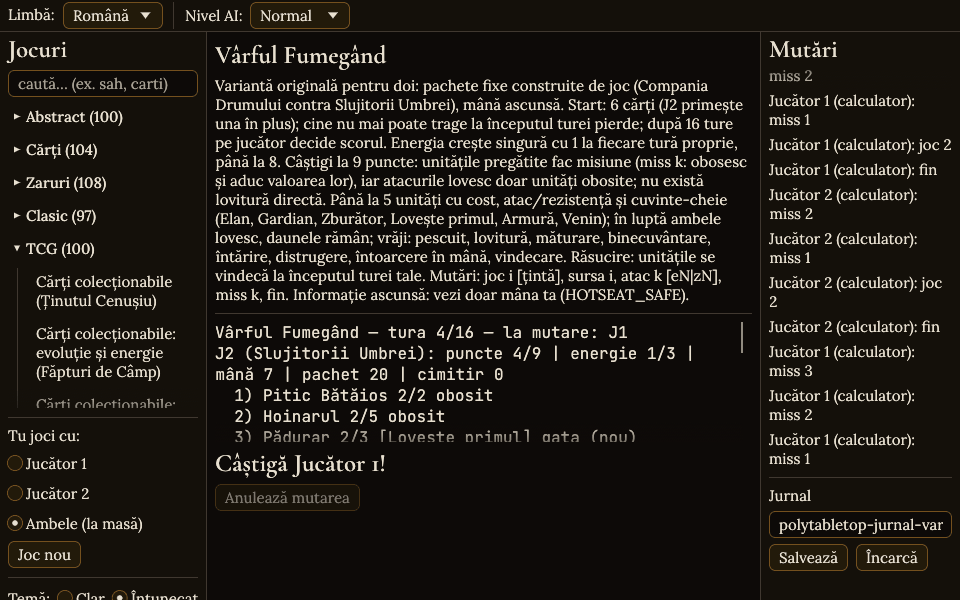 Limbă: Română Nivel AI: Normal
Jocuri
caută... (ex. sah, carti)
Abstract (100)
Cărți (104)
Zaruri (108)
Clasic (97)
TCG (100)
Cărți colecționabile
(Ținutul Cenușiu)
Cărți colecționabile:
evoluție și energie
(Făpturi de Câmp)
Cărți colecționabile:
Tu joci cu:
Jucător 1
Jucător 2
Ambele (la masă)
Joc nou
Temă: Clar Întunecat
Vârful Fumegând
Variantă originală pentru doi: pachete fixe construite de joc (Compania
Drumului contra Slujitorii Umbrei), mână ascunsă. Start: 6 cărți (J2 primește
una în plus); cine nu mai poate trage la începutul turei pierde; după 16 ture
pe jucător decide scorul. Energia crește singură cu 1 la fiecare tură proprie,
până la 8. Câștigi la 9 puncte: unitățile pregătite fac misiune (miss k: obosesc
și aduc valoarea lor), iar atacurile lovesc doar unități obosite; nu există
lovitură directă. Până la 5 unități cu cost, atac/rezistență și cuvinte-cheie
(Elan, Gardian, Zburător, Lovește primul, Armură, Venin); în luptă ambele
lovesc, daunele rămân; vrăji: pescuit, lovitură, măturare, binecuvântare,
întărire, distrugere, întoarcere în mână, vindecare. Răsucire: unitățile se
vindecă la începutul turei tale. Mutări: joc i [țintă], sursa i, atac k [eN|zN],
miss k, fin. Informație ascunsă: vezi doar mâna ta (HOTSEAT_SAFE).
Vârful Fumegând — tura 4/16 — la mutare: J1
J2 (Slujitorii Umbrei): puncte 4/9 | energie 1/3 |
mână 7 | pachet 20 | cimitir 0
1) Pitic Bătăios 2/2 obosit
2) Hoinarul 2/5 obosit
3) Pădurar 2/3 [Lovește primul] gata (nou)
Câștigă Jucător 1!
Anulează mutarea
Mutări
miss 2
Jucător 1 (calculator):
miss 1
Jucător 1 (calculator): joc 2
Jucător 1 (calculator): fin
Jucător 2 (calculator):
miss 2
Jucător 2 (calculator):
miss 1
Jucător 2 (calculator): joc
2
Jucător 2 (calculator): fin
Jucător 1 (calculator):
miss 3
Jucător 1 (calculator):
miss 2
Jucător 1 (calculator):
miss 1
Jurnal
polytabletop-jurnal-var
Salvează Încarcă